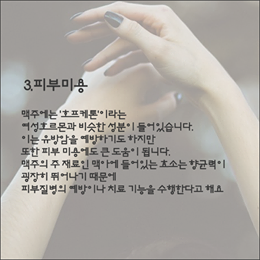 3.피부미용
맥주에는 '호프케톤'이라는
여성호르몬과 비슷한 성분이 들어있습니다.
이는 유방암을 예방하기도 하지만
또한 피부 미용에도 큰 도움이 됩니다.
맥주의 주 재료인 맥아에 들어있는 효소는 항균력이
굉장히 뛰어나기 때문에
피부질병의 예방이나 치료 기능을 수행한다고 해요.